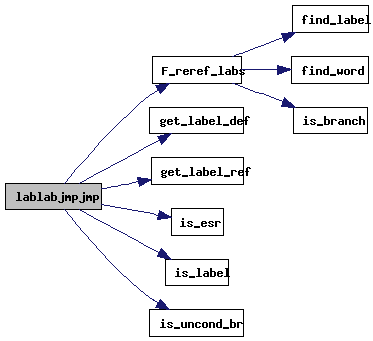 find_label
F_reref_labs
find_word
get_label_def
is_branch
get_label_ref
lablabjmpjmp
is_esr
is_label
is_uncond_br